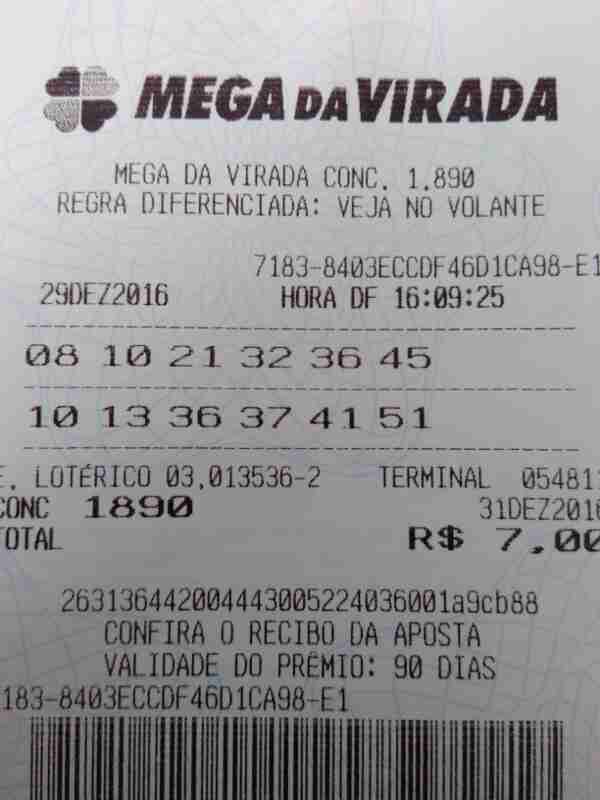 MEGA DA VIRADA
MEGA DA VIRADA CONC. 1.890
REGRA DIFERENCIADA: VEJA NO VOLANTE
7183-8403ECCDF46D1CA98-E1
29DEZ2016 HORA DF 16:09:25
08 10 21 32 36 45
10 13 36 37 41 51
E. LOTÉRICO 03.013536-2 TERMINAL 054811
CONC 1890 31DEZ2016
TOTAL R$ 7,00
263136442004443005224036001a9cb88
CONFIRA O RECIBO DA APOSTA
VALIDADE DO PRÊMIO: 90 DIAS
183-8403ECCDF46D1CA98-E1